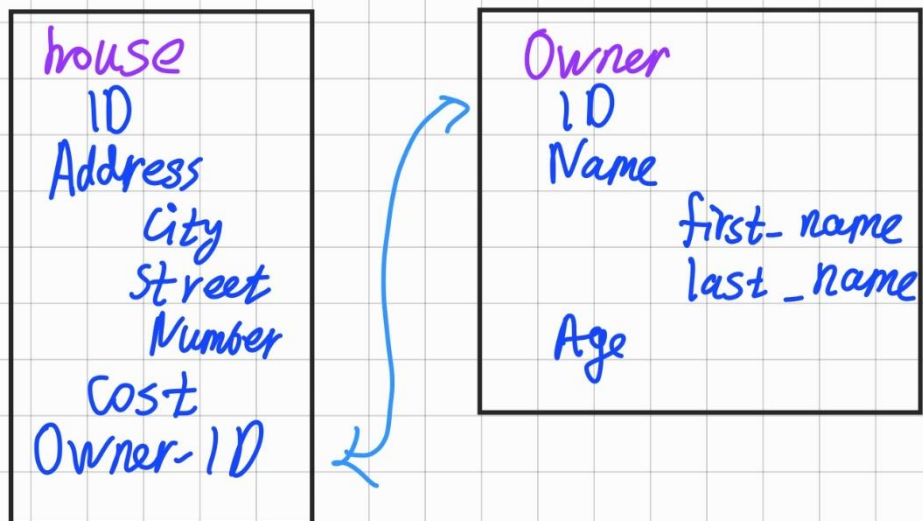 house
ID
Address
City
Street
Number
Cost
Owner-ID
Owner
ID
Name
first_name
last_name
Age